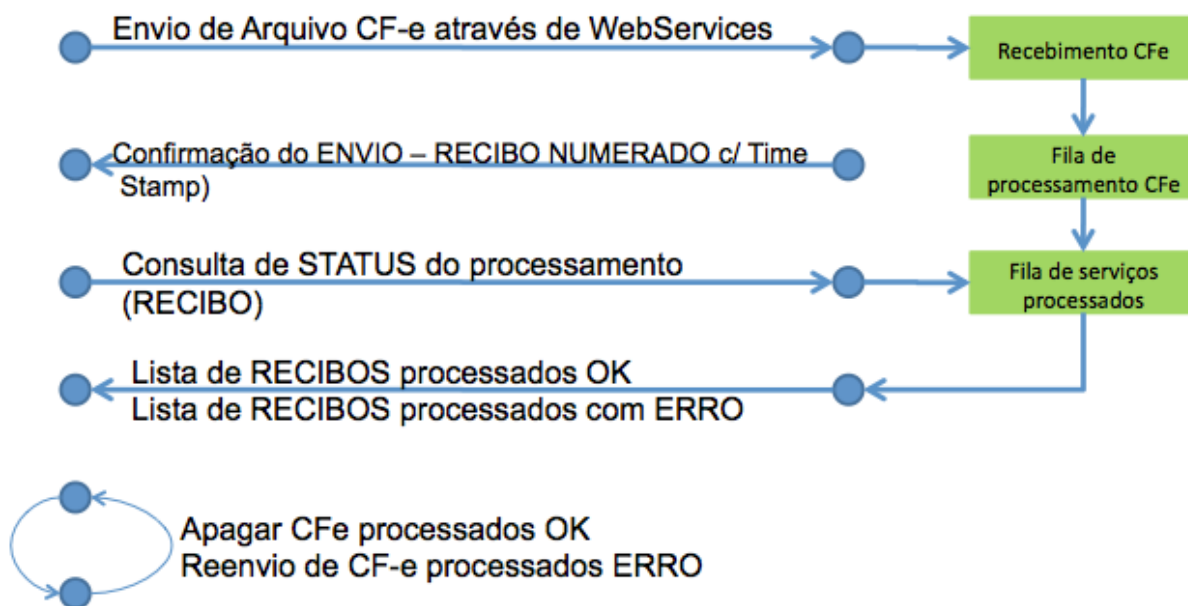 Envio de Arquivo CF-e através de WebServices
Recebimento CFe
Confirmação do ENVIO – RECIBO NUMERADO c/ Time
Stamp)
Fila de
processamento CFe
Consulta de STATUS do processamento
(RECIBO)
Fila de serviços
processados
Lista de RECIBOS processados OK
Lista de RECIBOS processados com ERRO
Apagar CFe processados OK
Reenvio de CF-e processados ERRO